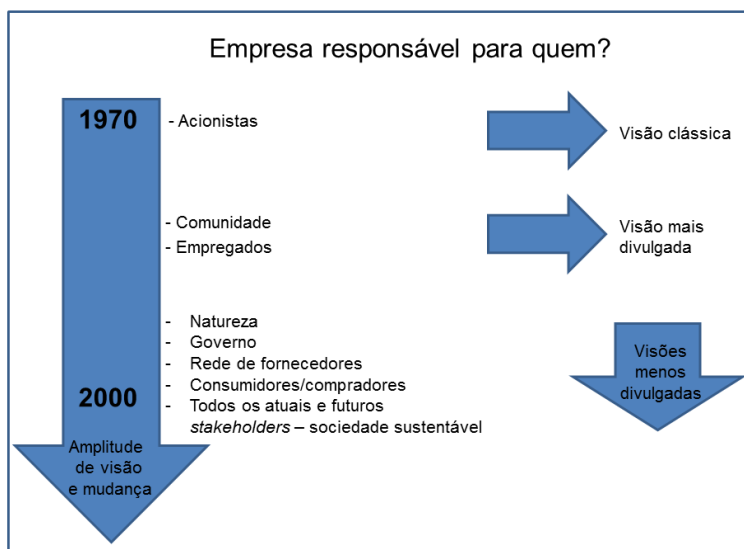 Empresa responsável para quem?
1970
- Acionistas
Visão clássica
- Comunidade
- Empregados
Visão mais
divulgada
- Natureza
- Governo
- Rede de fornecedores
- Consumidores/compradores
- Todos os atuais e futuros
stakeholders – sociedade sustentável
Visões
menos
divulgadas
2000
Amplitude
de visão
e mudança